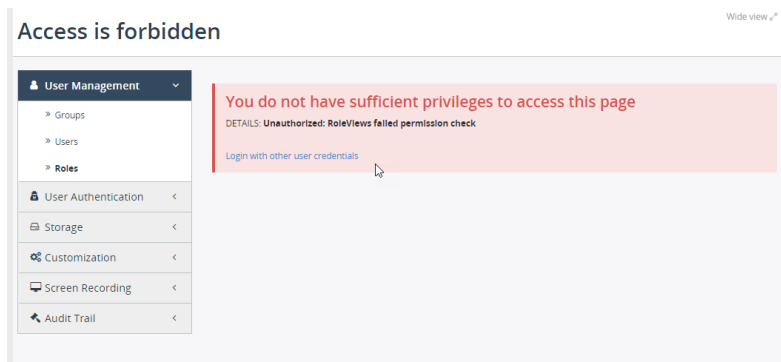 Wide view
Access is forbidden
User Management
Groups
Users
Roles
User Authentication
Storage
Customization
Screen Recording
Audit Trail
You do not have sufficient privileges to access this page
DETAILS: Unauthorized: RoleViews failed permission check
Login with other user credentials